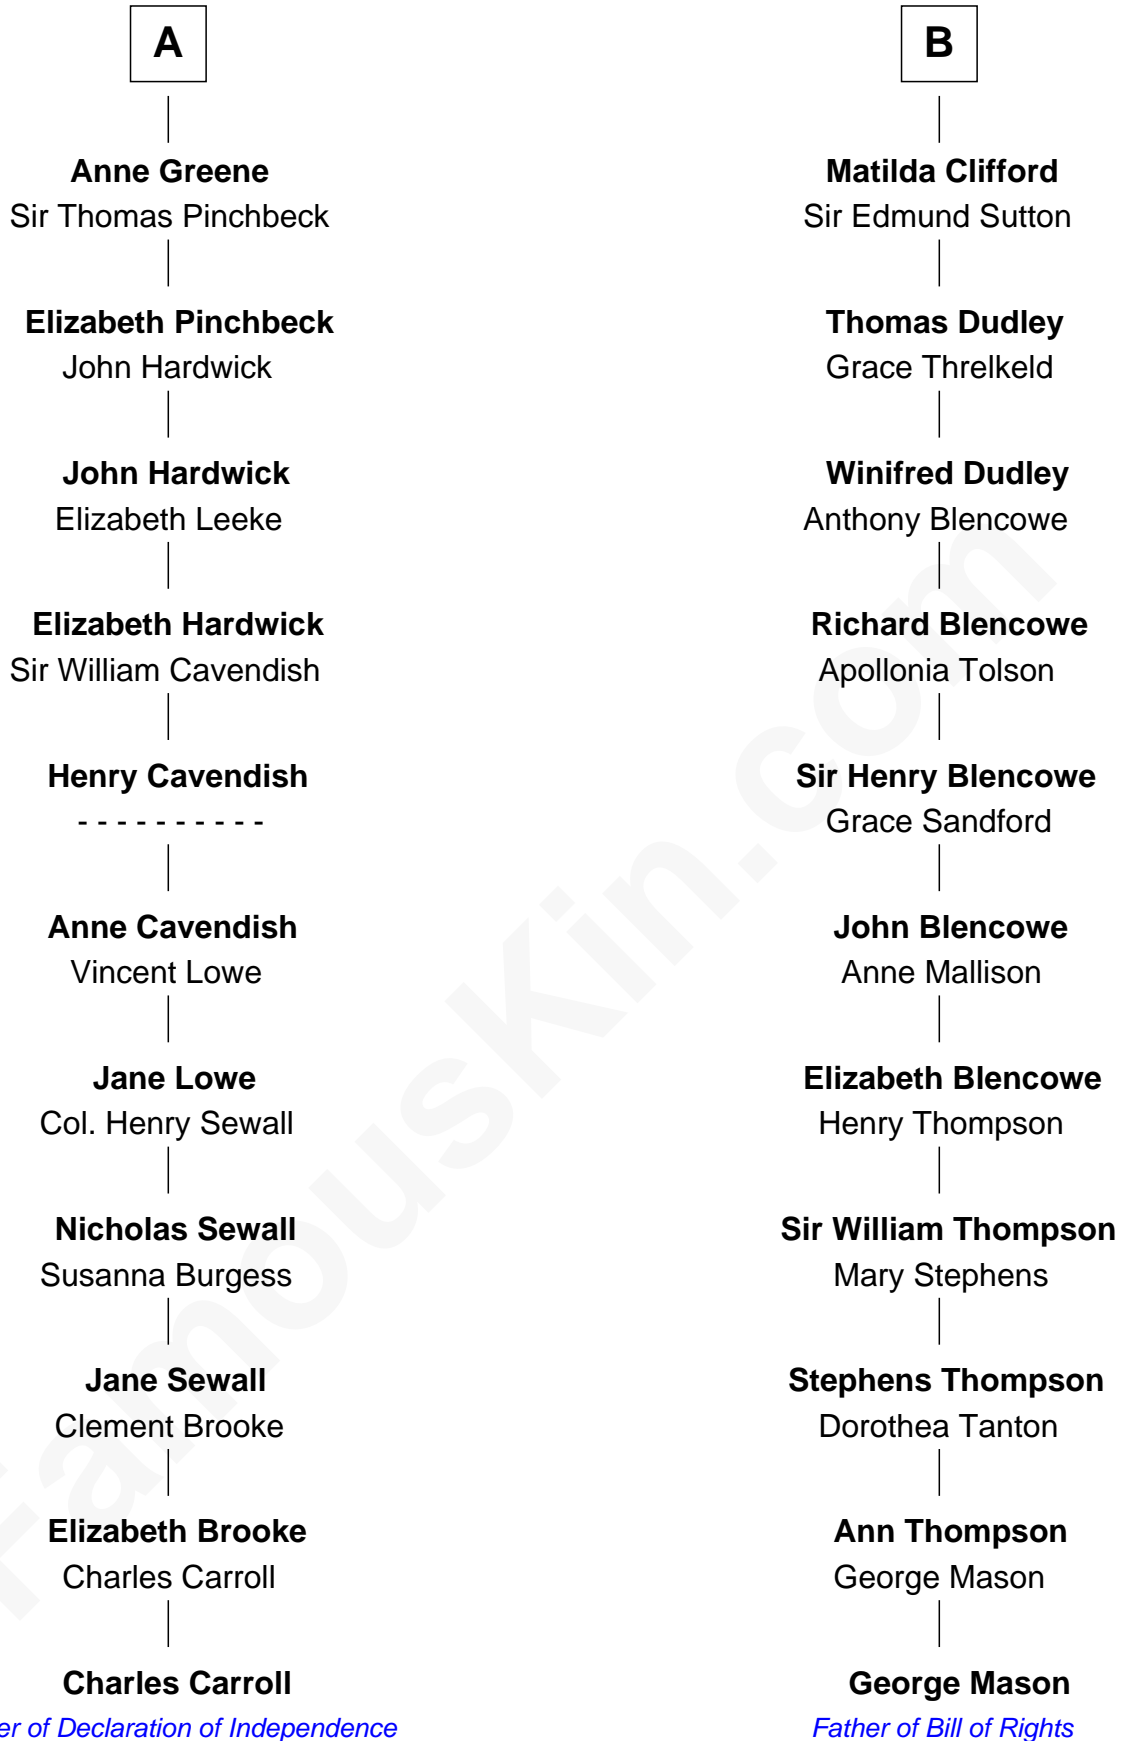 A
Anne Greene
Sir Thomas Pinchbeck
Elizabeth Pinchbeck
John Hardwick
John Hardwick
Elizabeth Leeke
Elizabeth Hardwick
Sir William Cavendish
Henry Cavendish
- - - - - - - - - -
Anne Cavendish
Vincent Lowe
Jane Lowe
Col. Henry Sewall
Nicholas Sewall
Susanna Burgess
Jane Sewall
Clement Brooke
Elizabeth Brooke
Charles Carroll
Charles Carroll
er of Declaration of Independence
B
Matilda Clifford
Sir Edmund Sutton
Thomas Dudley
Grace Threlkeld
Winifred Dudley
Anthony Blencowe
Richard Blencowe
Apollonia Tolson
Sir Henry Blencowe
Grace Sandford
John Blencowe
Anne Mallison
Elizabeth Blencowe
Henry Thompson
Sir William Thompson
Mary Stephens
Stephens Thompson
Dorothea Tanton
Ann Thompson
George Mason
George Mason
Father of Bill of Rights
FamousKin.com